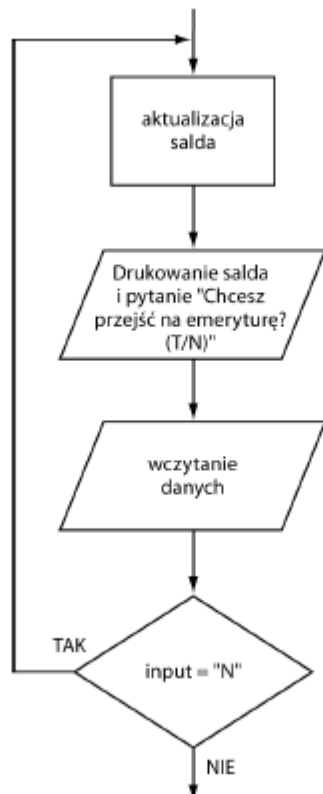 aktualizacja
salda
Drukowanie salda
i pytanie "Chcesz
przejść na emeryturę?
(T/N)"
wczytanie
danych
TAK
input = "N"
NIE